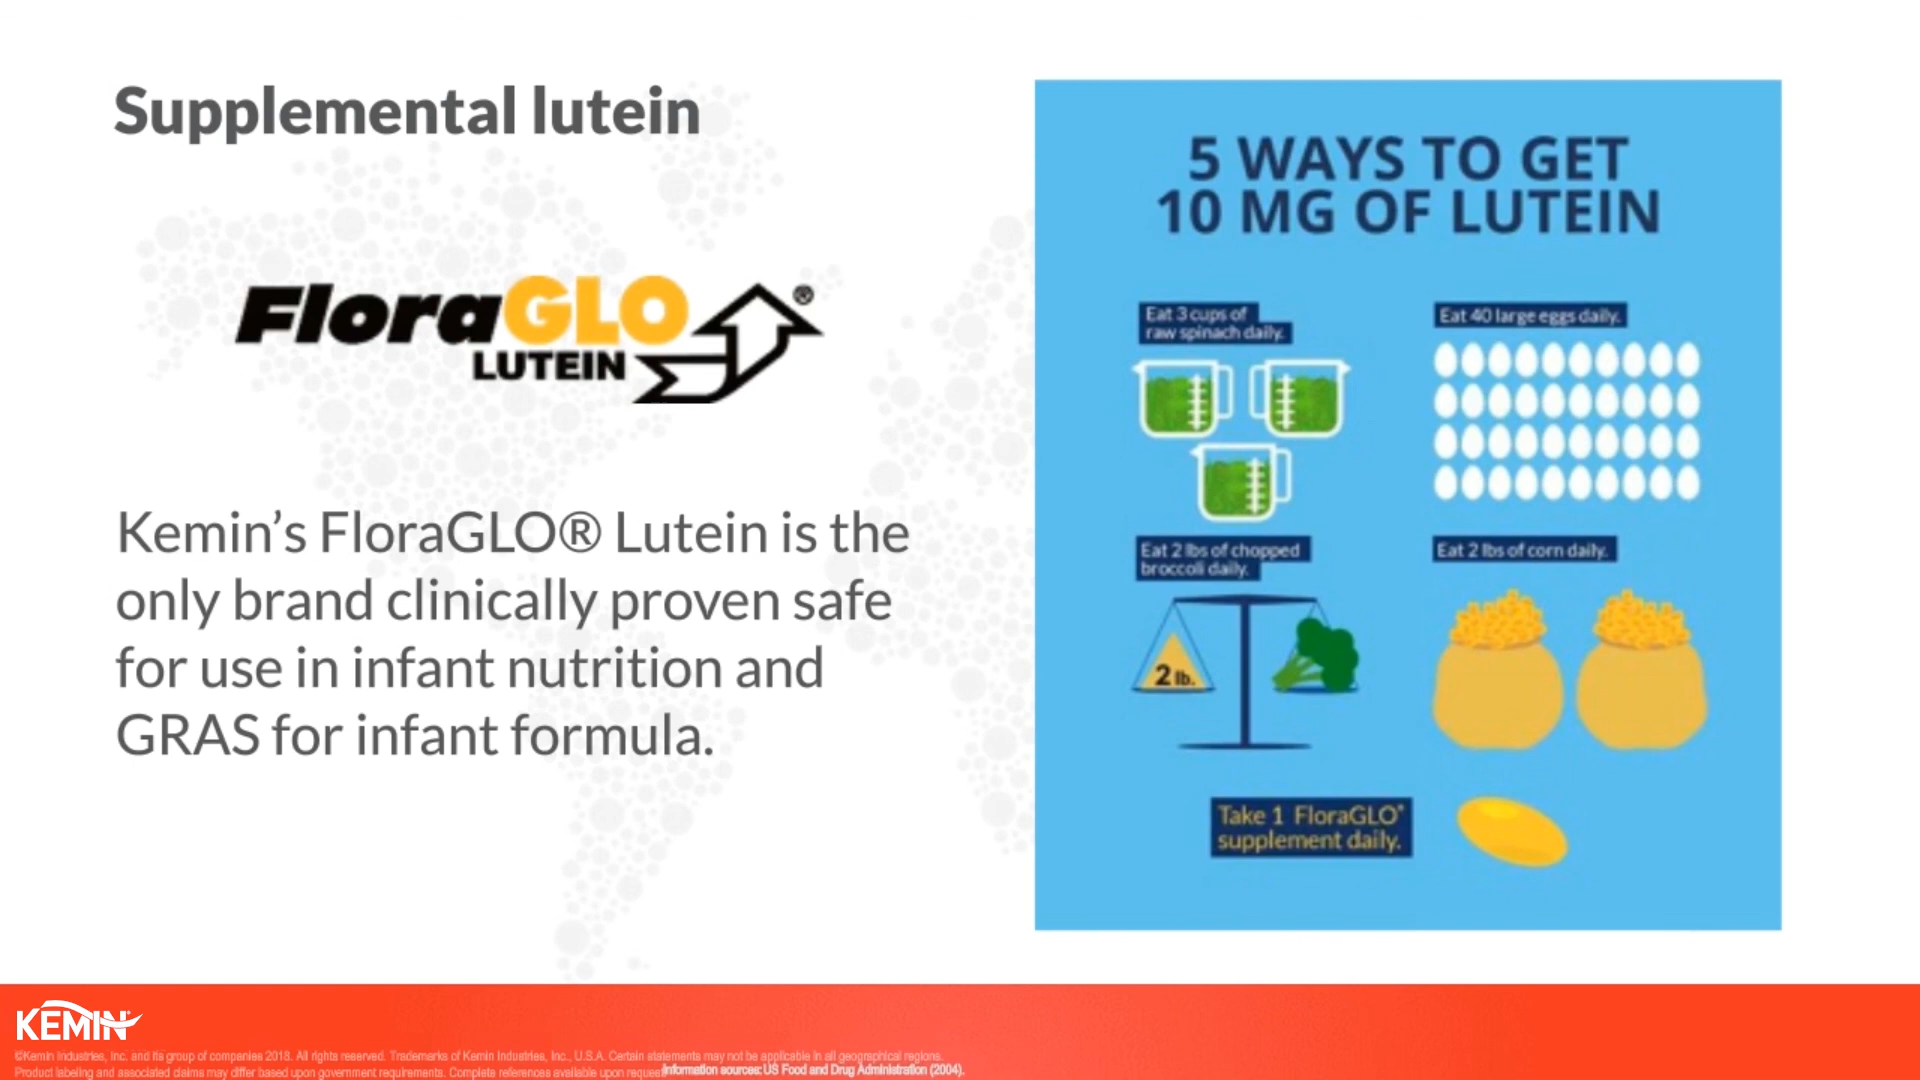 Supplemental lutein
FloraGLO®
LUTEIN
Kemin's FloraGLO® Lutein is the
only brand clinically proven safe
for use in infant nutrition and
GRAS for infant formula.
5 WAYS TO GET
10 MG OF LUTEIN
Eat 3 cups of
raw spinach daily.
Eat 40 large eggs daily.
Eat 2 lbs of chopped
broccoli daily.
Eat 2 lbs of corn daily.
2 lb.
Take 1 FloraGLO®
supplement daily.
KEMIN®
©Kemin Industries, Inc. and its group of companies 2018. All rights reserved. Trademarks of Kemin Industries, Inc., U.S.A. Certain statements may not be applicable in all geographical regions.
Product labeling and associated claims may differ based upon government requirements. Complete references available upon request
Information sources: US Food and Drug Administration (2004).